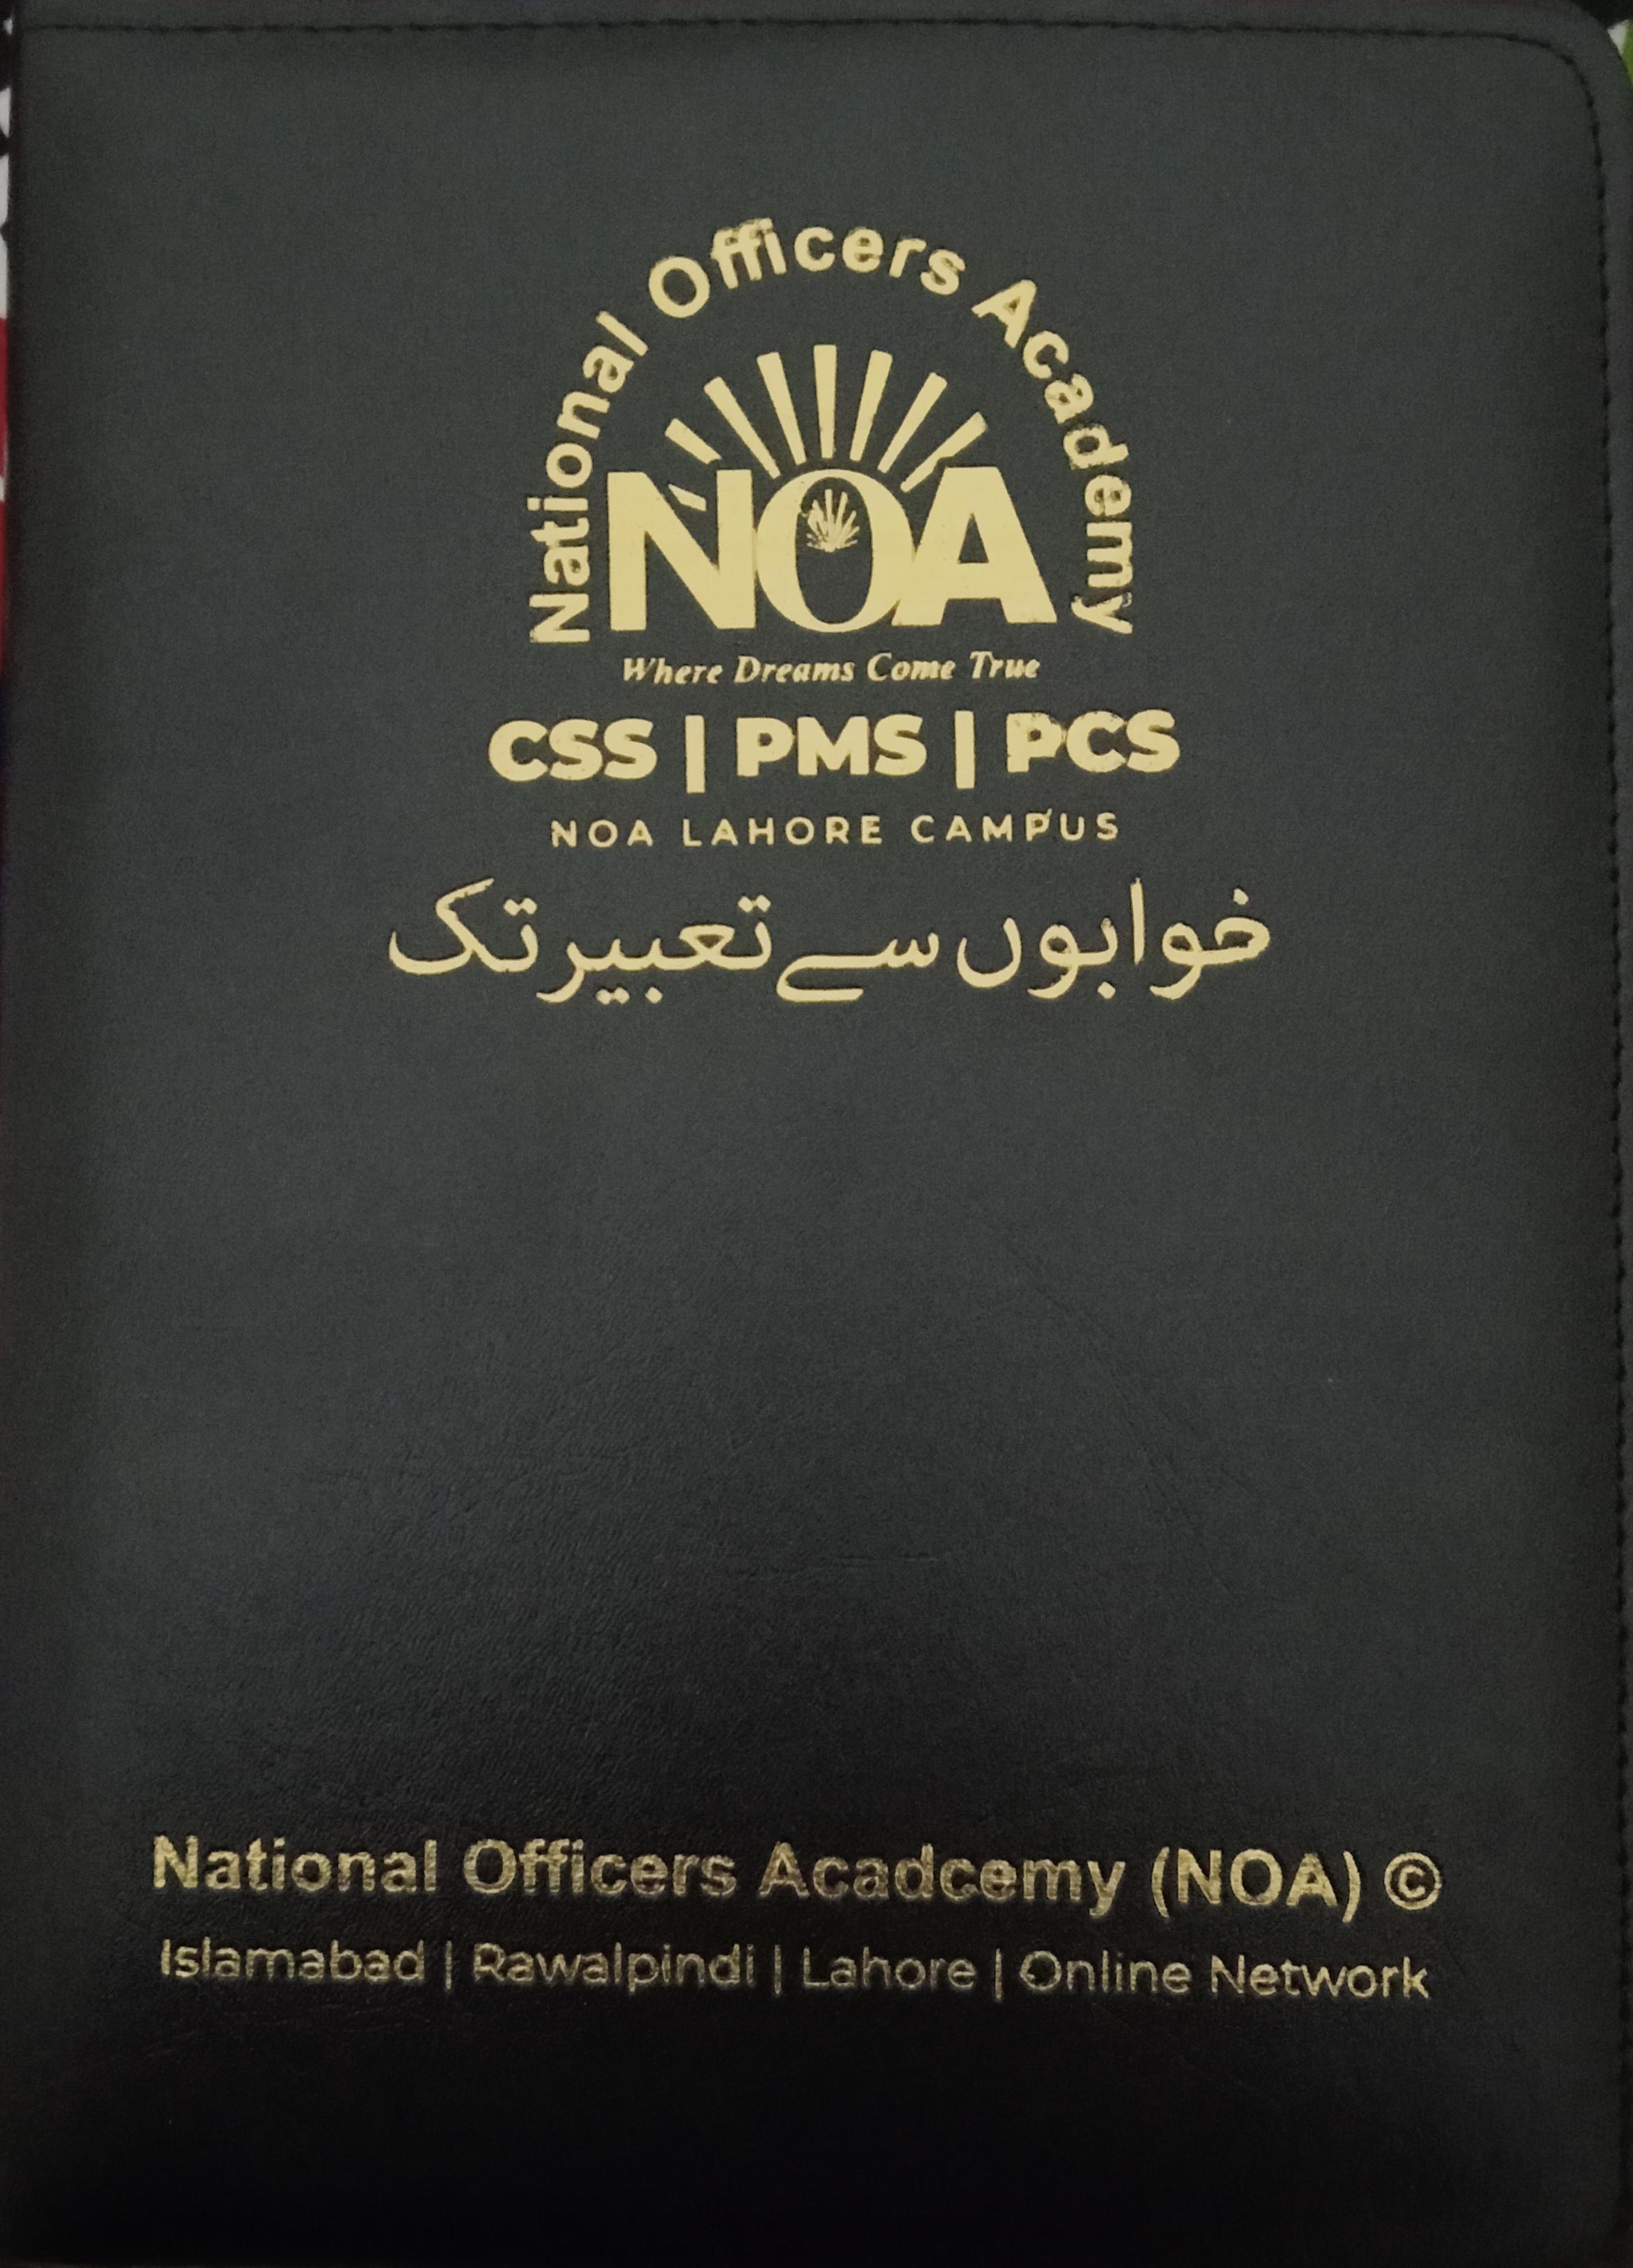 National Officers Academy
NOA
Where Dreams Come True
CSS | PMS | PCS
NOA LAHORE CAMPUS
خوابوں سے تعبیر تک
National Officers Acadcemy (NOA) ©
Islamabad | Rawalpindi | Lahore | Online Network